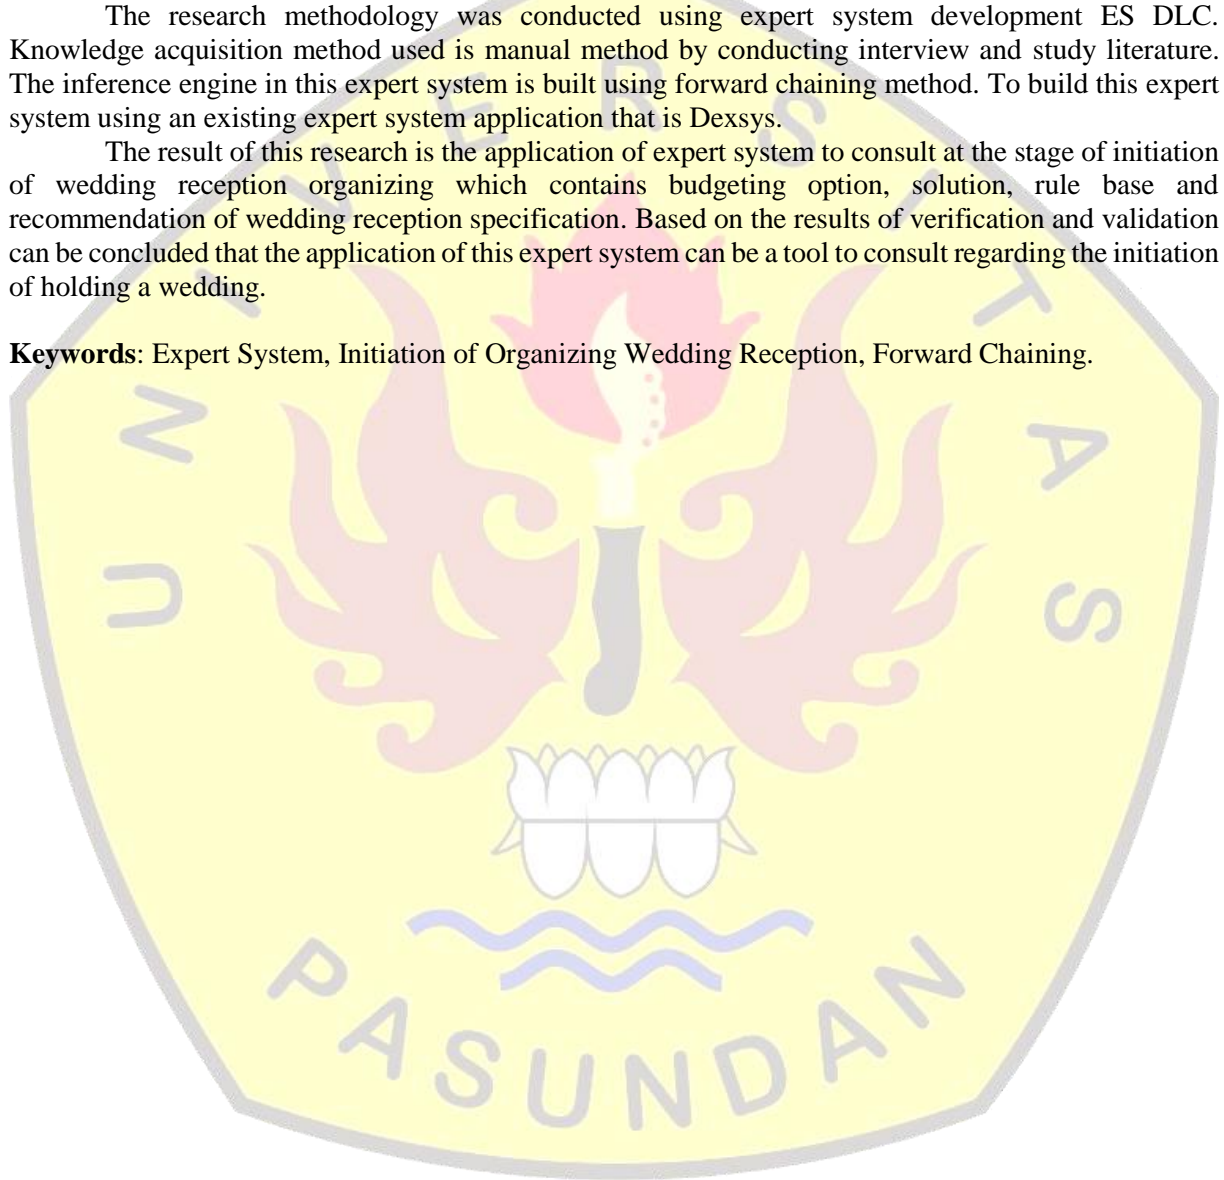 The research methodology was conducted using expert system development ES DLC.
Knowledge acquisition method used is manual method by conducting interview and study literature.
The inference engine in this expert system is built using forward chaining method. To build this expert
system using an existing expert system application that is Dexsys.
The result of this research is the application of expert system to consult at the stage of initiation
of wedding reception organizing which contains budgeting option, solution, rule base and
recommendation of wedding reception specification. Based on the results of verification and validation
can be concluded that the application of this expert system can be a tool to consult regarding the initiation
of holding a wedding.
Keywords: Expert System, Initiation of Organizing Wedding Reception, Forward Chaining.
UNIVERSITAS
PASUNDAN